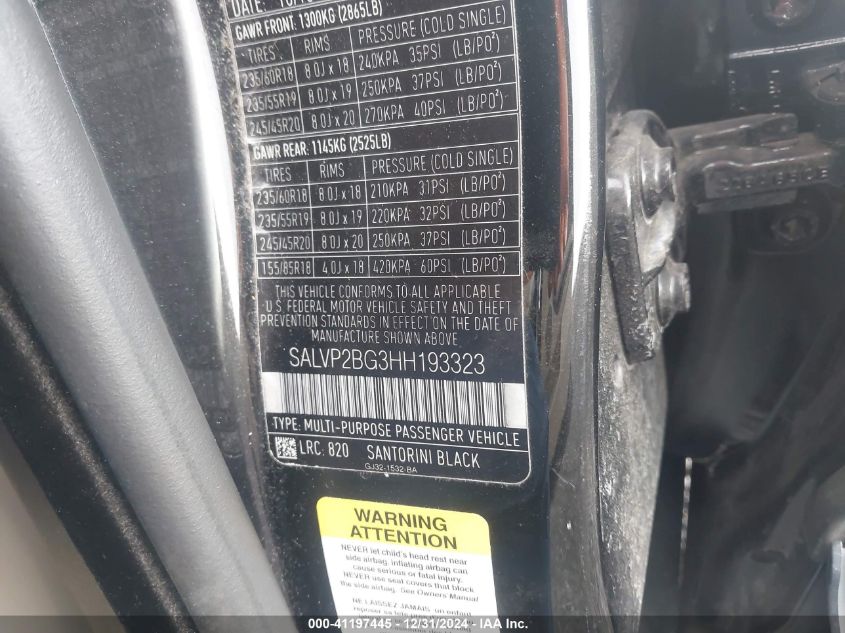 DATE:
GAWR FRONT: 1300KG (2865LB)
TIRES RIMS PRESSURE (COLD SINGLE)
235/60R18 8.0J x 18 240KPA 35PSI (LB/PO²)
235/55R19 8.0J x 19 250KPA 37PSI (LB/PO²)
245/45R20 8.0J x 20 270KPA 40PSI (LB/PO²)
GAWR REAR: 1145KG (2525LB)
TIRES RIMS PRESSURE (COLD SINGLE)
235/60R18 8.0J x 18 210KPA 31PSI (LB/PO²)
235/55R19 8.0J x 19 220KPA 32PSI (LB/PO²)
245/45R20 8.0J x 20 250KPA 37PSI (LB/PO²)
155/85R18 4.0J x 18 420KPA 60PSI (LB/PO²)
THIS VEHICLE CONFORMS TO ALL APPLICABLE
U.S. FEDERAL MOTOR VEHICLE SAFETY AND THEFT
PREVENTION STANDARDS IN EFFECT ON THE DATE OF
MANUFACTURE SHOWN ABOVE
SALVP2BG3HH193323
TYPE: MULTI-PURPOSE PASSENGER VEHICLE
LRC: 820 SANTORINI BLACK
GJ32-1532-BA
WARNING
ATTENTION
NEVER let child's head rest near
side airbag, inflating airbag can
cause serious or fatal injury.
NEVER use seat covers that block
the side airbag. See Owners Manual
NE LAISSEZ JAMAIS un enfant
reposer sa tete
000-41197445 - 12/31/2024 - IAA, Inc.